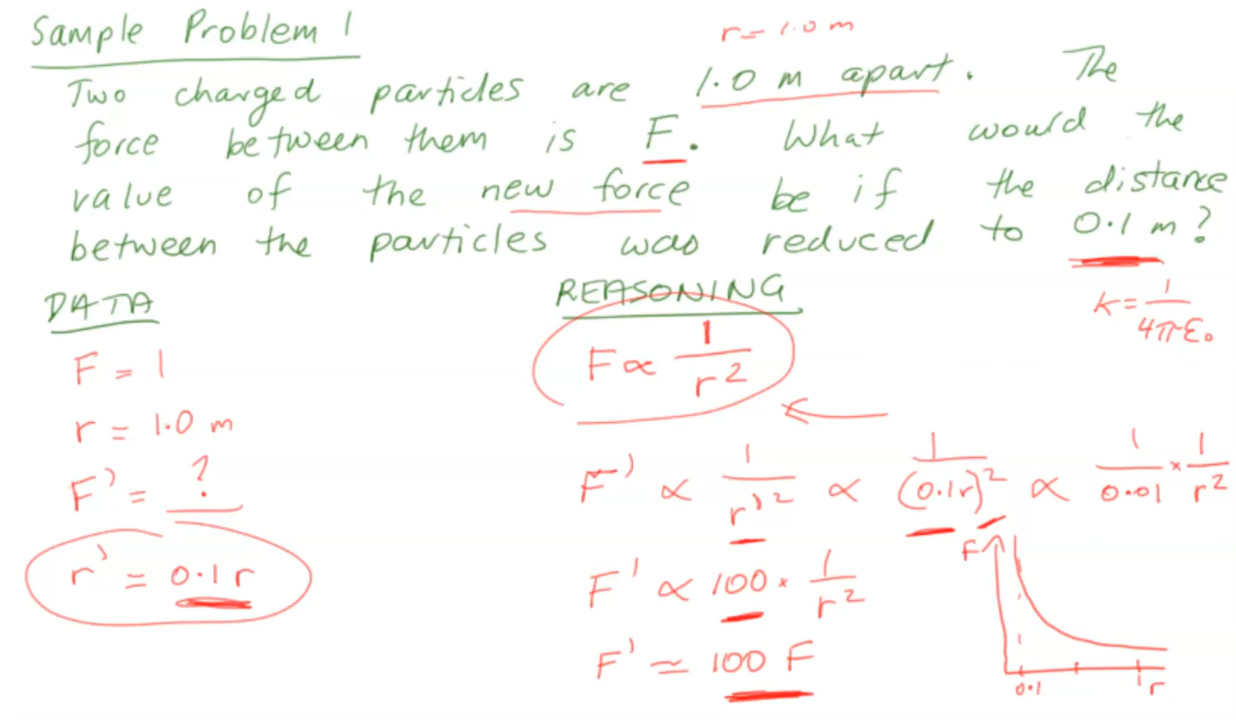 Sample Problem 1
r = 1.0 m
Two charged particles are 1.0 m apart. The
force between them is F. What would the
value of the new force be if the distance
between the particles was reduced to 0.1 m?
DATA
F = 1
r = 1.0 m
F' = ?
r' = 0.1 r
REASONING
k = 1/4πε₀
F ∝ 1/r²
F' ∝ 1/r'² ∝ 1/(0.1r)² ∝ 1/0.01 × 1/r²
F' ∝ 100 × 1/r²
F' ≃ 100 F
F
0.1
1
r